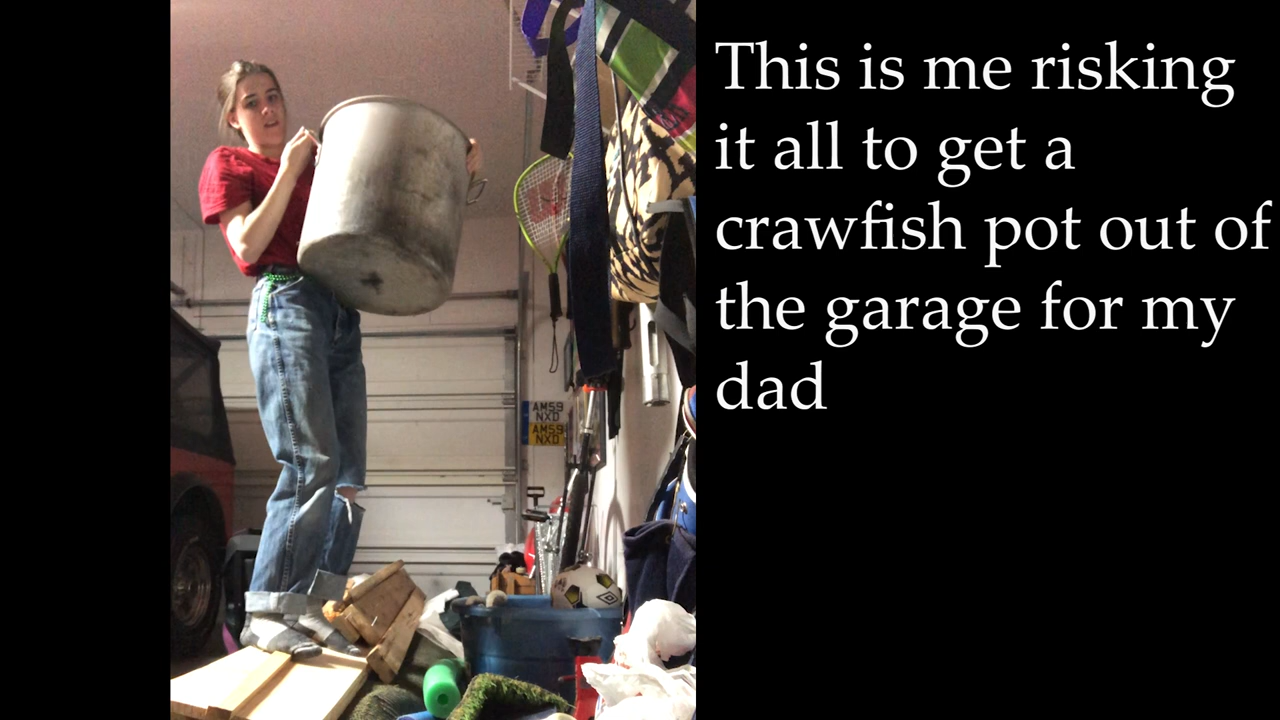 This is me risking
it all to get a
crawfish pot out of
the garage for my
dad
AM59
NXD
AM59
NXD